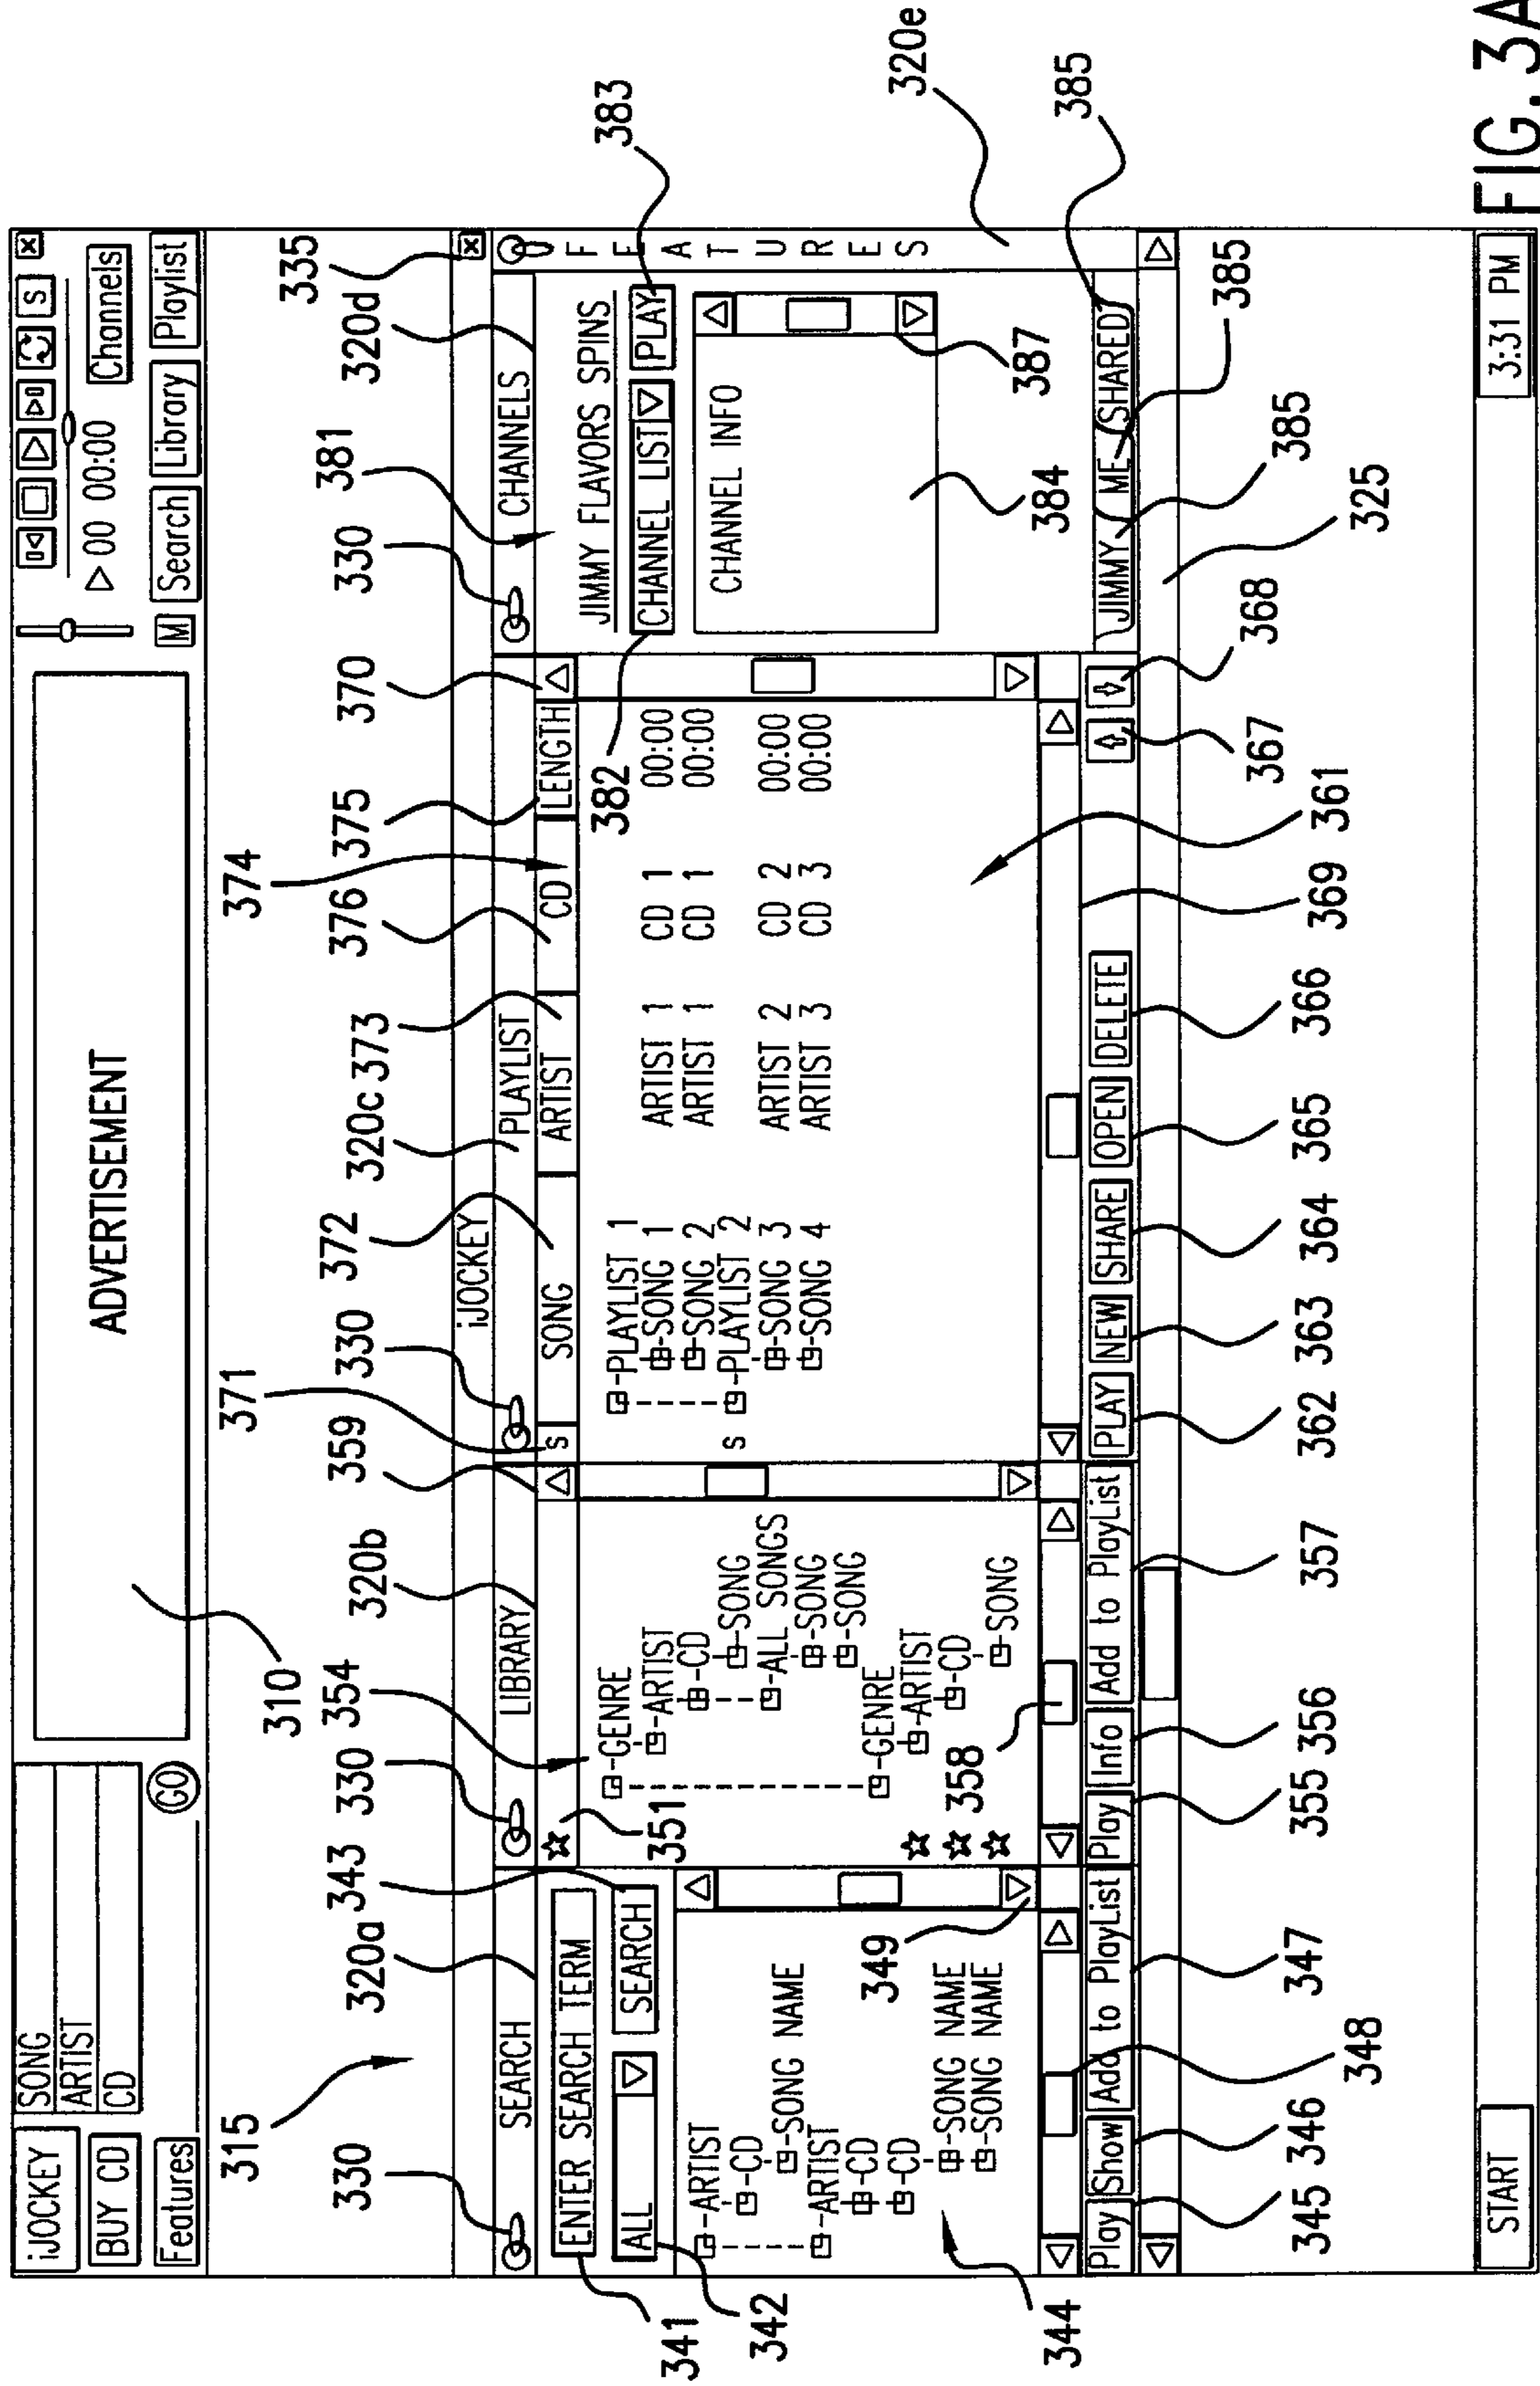 iJOCKEY
BUY CD
Features
SONG
ARTIST
CD
GO
ADVERTISEMENT
▷00 00:00
S
X
Channels
M Search Library Playlist
310
315
335
iJOCKEY
X
330
320a
343
330
354
320b
359
371
330
372
320c
373
376
374
375
370
330
381
320d
SEARCH
ENTER SEARCH TERM
ALL
SEARCH
ARTIST
CD
SONG NAME
ARTIST
CD
CD
SONG NAME
SONG NAME
Play Show Add to PlayList
341
342
344
349
345
346
348
347
LIBRARY
351
GENRE
ARTIST
CD
SONG
ALL SONGS
SONG
SONG
GENRE
ARTIST
CD
SONG
358
Play Info Add to PlayList
355
356
357
PLAYLIST
S SONG ARTIST CD LENGTH
PLAYLIST 1
SONG 1 ARTIST 1 CD 1 00:00
SONG 2 ARTIST 1 CD 1 00:00
S PLAYLIST 2
SONG 3 ARTIST 2 CD 2 00:00
SONG 4 ARTIST 3 CD 3 00:00
PLAY NEW SHARE OPEN DELETE
362
363
364
365
366
369
361
367
368
CHANNELS
JIMMY FLAVORS SPINS
CHANNEL LIST PLAY
382
383
CHANNEL INFO
384
387
JIMMY ME SHARED
385
385
385
325
FEATURES
320e
START
3:31 PM
FIG. 3A